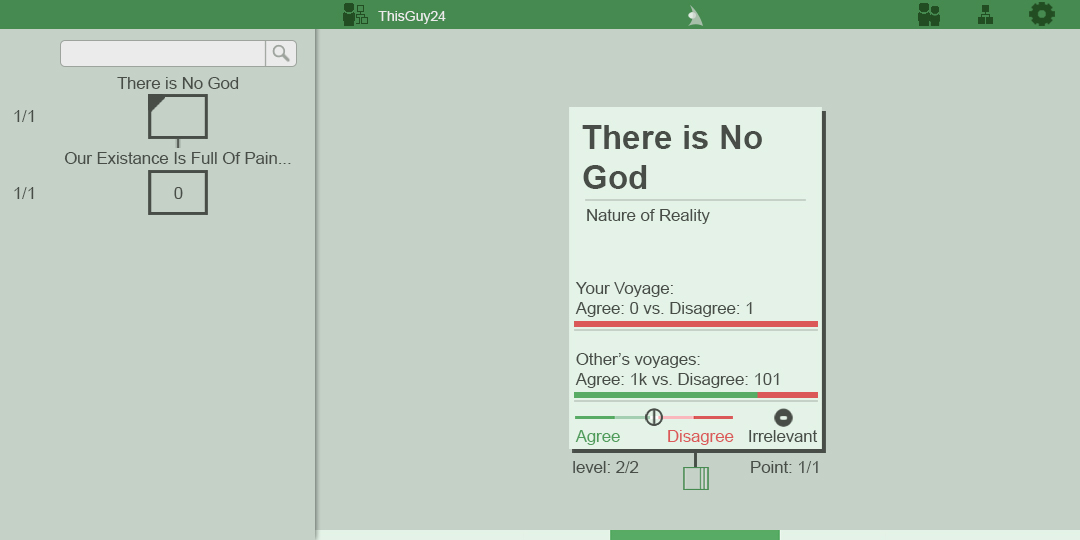 ThisGuy24
There is No God
1/1
Our Existance Is Full Of Pain...
1/1
0
There is No
God
Nature of Reality
Your Voyage:
Agree: 0 vs. Disagree: 1
Other's voyages:
Agree: 1k vs. Disagree: 101
Agree Disagree Irrelevant
level: 2/2 Point: 1/1